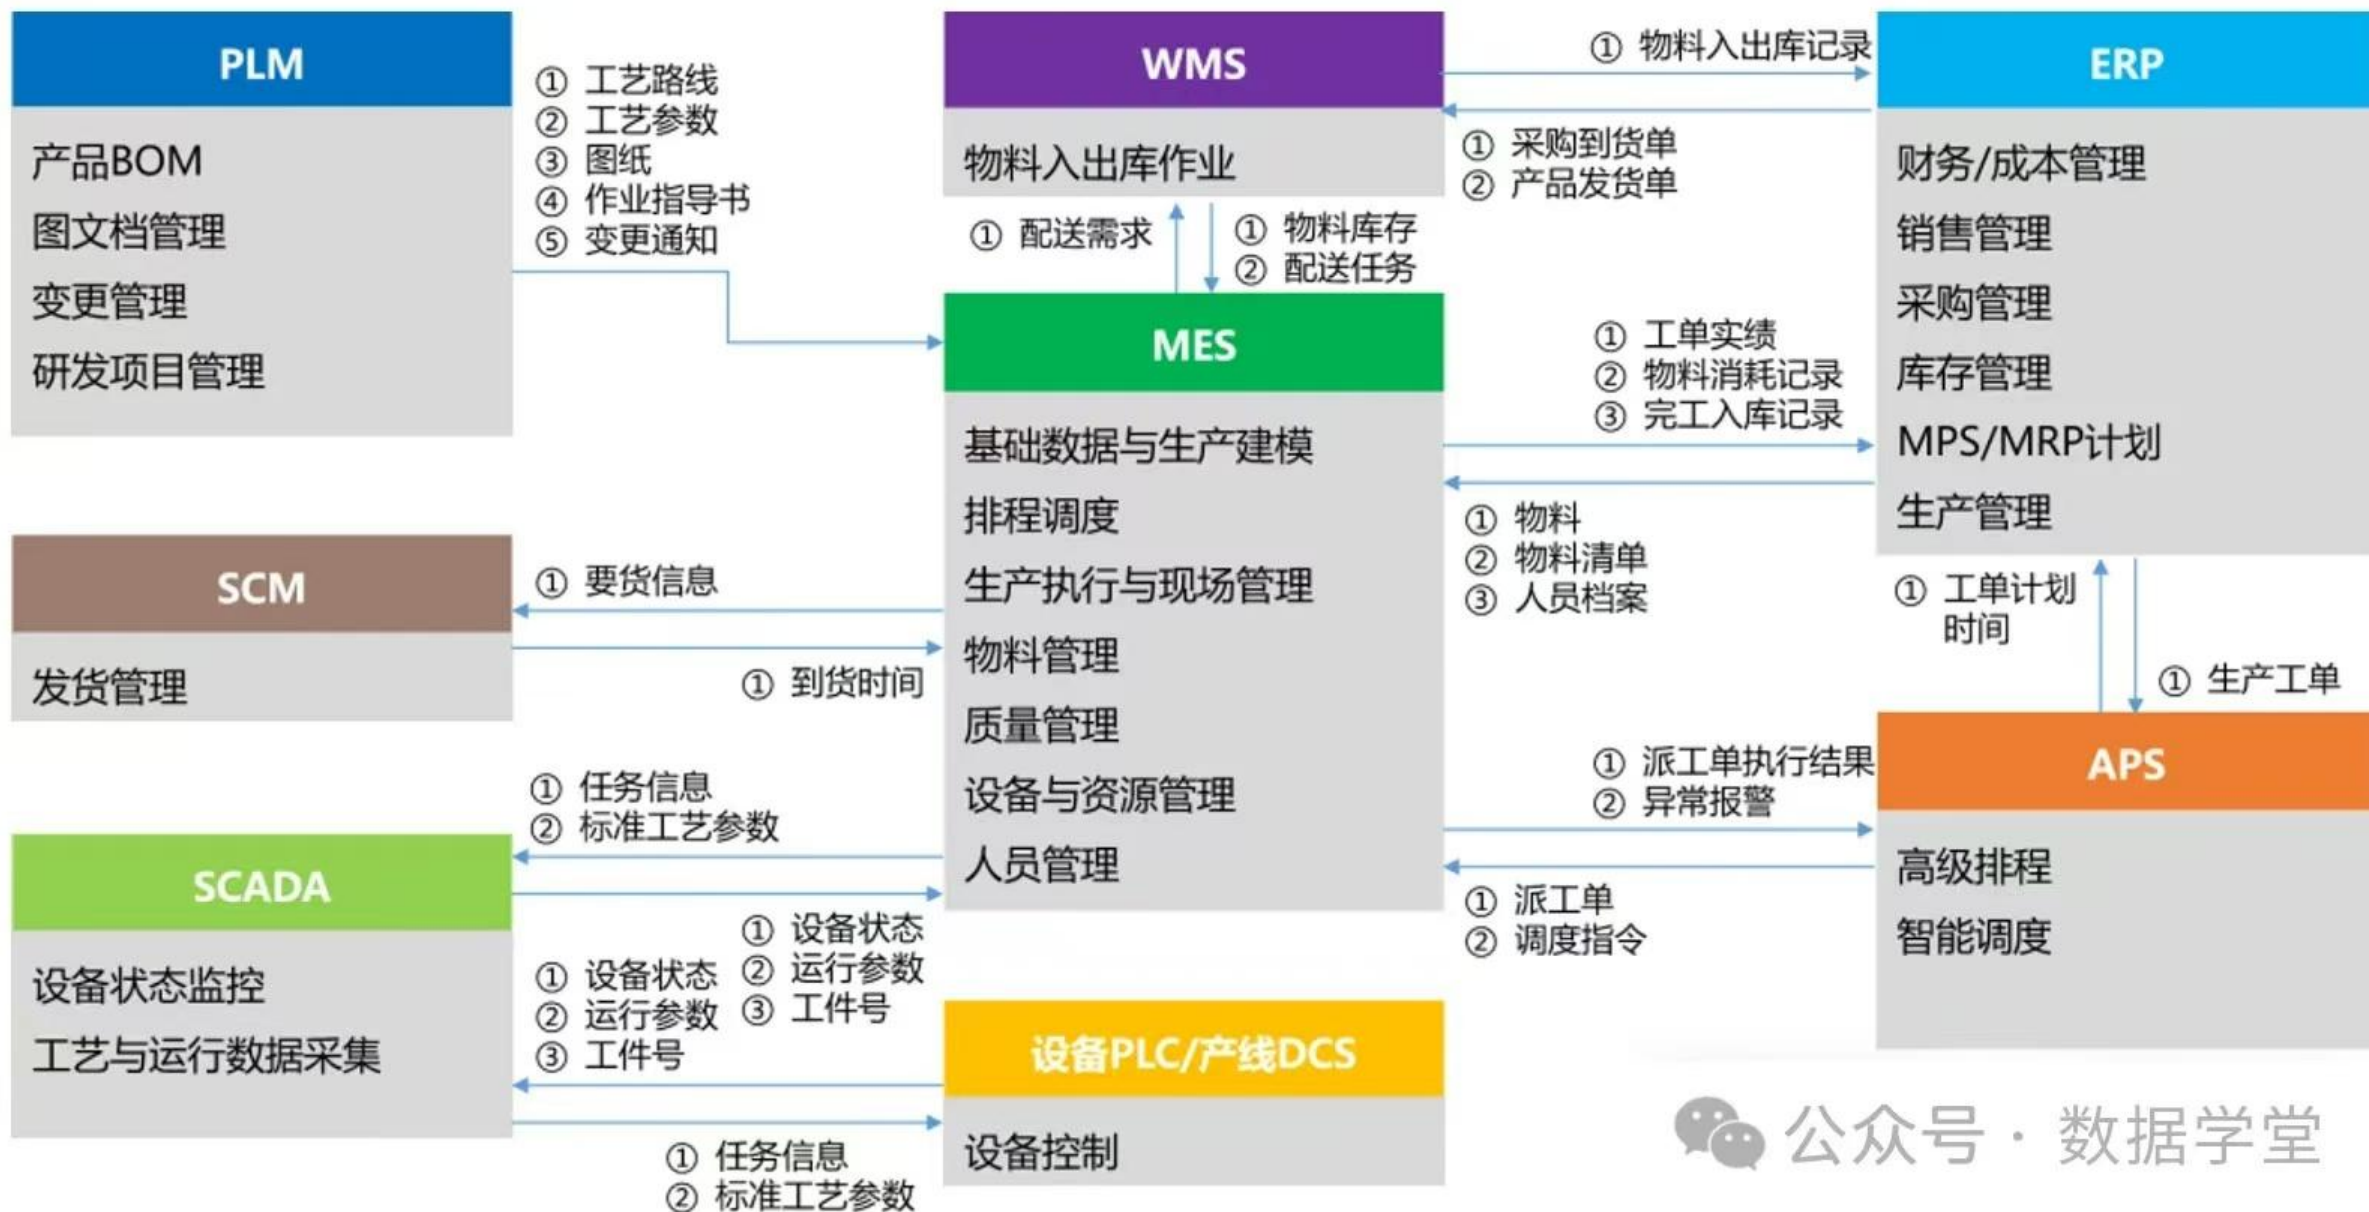 PLM
产品BOM
图文档管理
变更管理
研发项目管理
① 工艺路线
② 工艺参数
③ 图纸
④ 作业指导书
⑤ 变更通知
WMS
物料入出库作业
① 物料入出库记录
① 采购到货单
② 产品发货单
ERP
财务/成本管理
销售管理
采购管理
库存管理
MPS/MRP计划
生产管理
① 配送需求
① 物料库存
② 配送任务
MES
基础数据与生产建模
排程调度
生产执行与现场管理
物料管理
质量管理
设备与资源管理
人员管理
① 工单实绩
② 物料消耗记录
③ 完工入库记录
① 物料
② 物料清单
③ 人员档案
SCM
发货管理
① 要货信息
① 到货时间
① 工单计划
时间
① 生产工单
APS
高级排程
智能调度
① 派工单执行结果
② 异常报警
① 派工单
② 调度指令
SCADA
设备状态监控
工艺与运行数据采集
① 任务信息
② 标准工艺参数
① 设备状态
② 运行参数
③ 工件号
① 设备状态
② 运行参数
③ 工件号
设备PLC/产线DCS
设备控制
① 任务信息
② 标准工艺参数
公众号·数据学堂